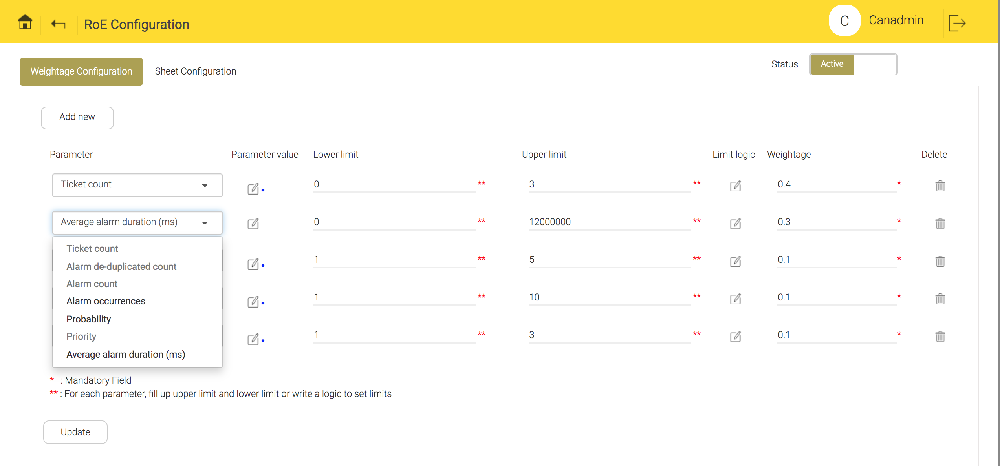 RoE Configuration
C Canadmin
Weightage Configuration Sheet Configuration Status Active
Add new
Parameter Parameter value Lower limit Upper limit Limit logic Weightage Delete
Ticket count 0 ** 3 ** 0.4 *
Average alarm duration (ms) 0 ** 12000000 ** 0.3 *
Ticket count
1 ** 5 ** 0.1 *
Alarm de-duplicated count
Alarm count
Alarm occurrences
1 ** 10 ** 0.1 *
Probability
Priority
1 ** 3 ** 0.1 *
Average alarm duration (ms)
* : Mandatory Field
** : For each parameter, fill up upper limit and lower limit or write a logic to set limits
Update